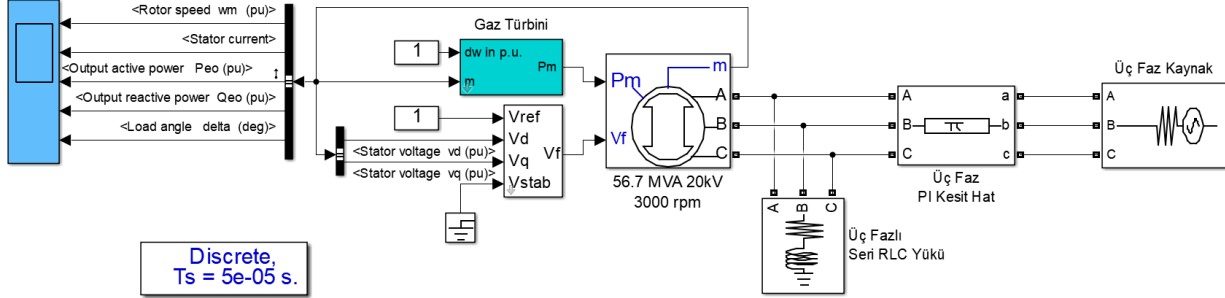 <Rotor speed wm (pu)>
<Stator current>
<Output active power Peo (pu)>
<Output reactive power Qeo (pu)>
<Load angle delta (deg)>
Gaz Türbini
1
dw in p.u.
m
Pm
1
Vref
Vd
Vq
Vstab
Vf
<Stator voltage vd (pu)>
<Stator voltage vq (pu)>
Pm
m
Vf
A
B
C
56.7 MVA 20kV
3000 rpm
A
B
C
a
b
c
Üç Faz
PI Kesit Hat
Üç Faz Kaynak
A
B
C
A
B
C
Üç Fazlı
Seri RLC Yükü
Discrete,
Ts = 5e-05 s.